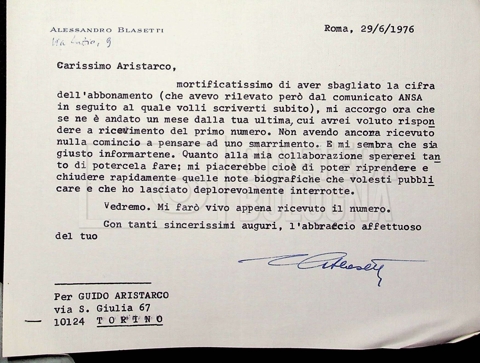 ALESSANDRO BLASETTI
Roma, 29/6/1976
Via Lutri, 9
Carissimo Aristarco,
mortificatissimo di aver sbagliato la cifra
dell'abbonamento (che avevo rilevato però dal comunicato ANSA
in seguito al quale volli scriverti subito), mi accorgo ora che
se ne è andato un mese dalla tua ultima, cui avrei voluto rispon
dere a ricevimento del primo numero. Non avendo ancora ricevuto
nulla comincio a pensare ad uno smarrimento. E mi sembra che sia
giusto informartene. Quanto alla mia collaborazione spererei tan
to di potercela fare; mi piacerebbe cioè di poter riprendere e
chiudere rapidamente quelle note biografiche che volesti pubbli
care e che ho lasciato deplorevolmente interrotte.
Vedremo. Mi farò vivo appena ricevuto il numero.
Con tanti sincerissimi auguri, l'abbraccio affettuoso
del tuo
Blasetti
Per GUIDO ARISTARCO
via S. Giulia 67
10124 TORINO
BOLOGNA